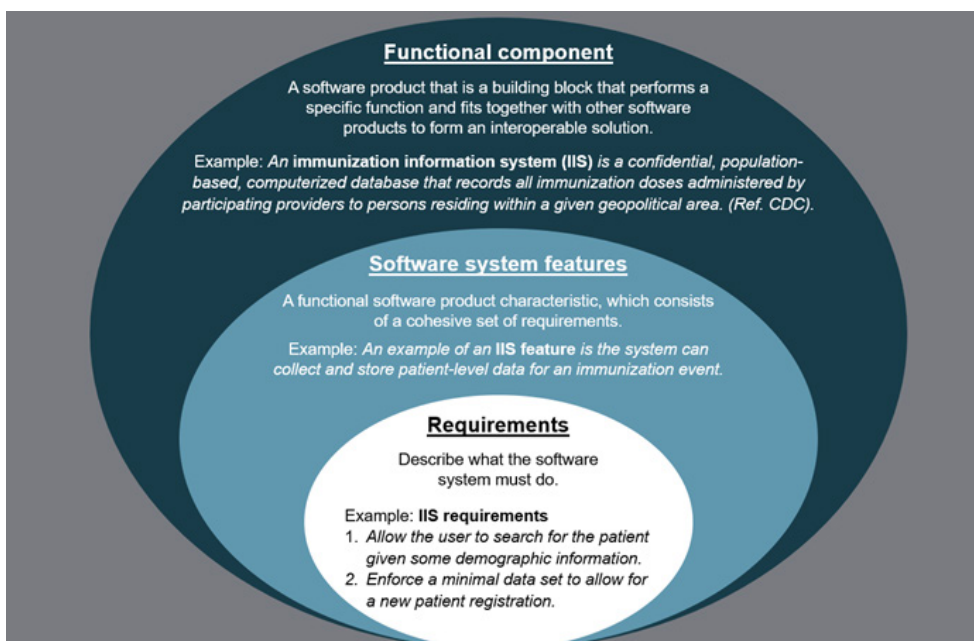 Functional component
A software product that is a building block that performs a
specific function and fits together with other software
products to form an interoperable solution.
Example: An immunization information system (IIS) is a confidential, population-
based, computerized database that records all immunization doses administered by
participating providers to persons residing within a given geopolitical area. (Ref. CDC).
Software system features
A functional software product characteristic, which consists
of a cohesive set of requirements.
Example: An example of an IIS feature is the system can
collect and store patient-level data for an immunization event.
Requirements
Describe what the software
system must do.
Example: IIS requirements
1. Allow the user to search for the patient
given some demographic information.
2. Enforce a minimal data set to allow for
a new patient registration.